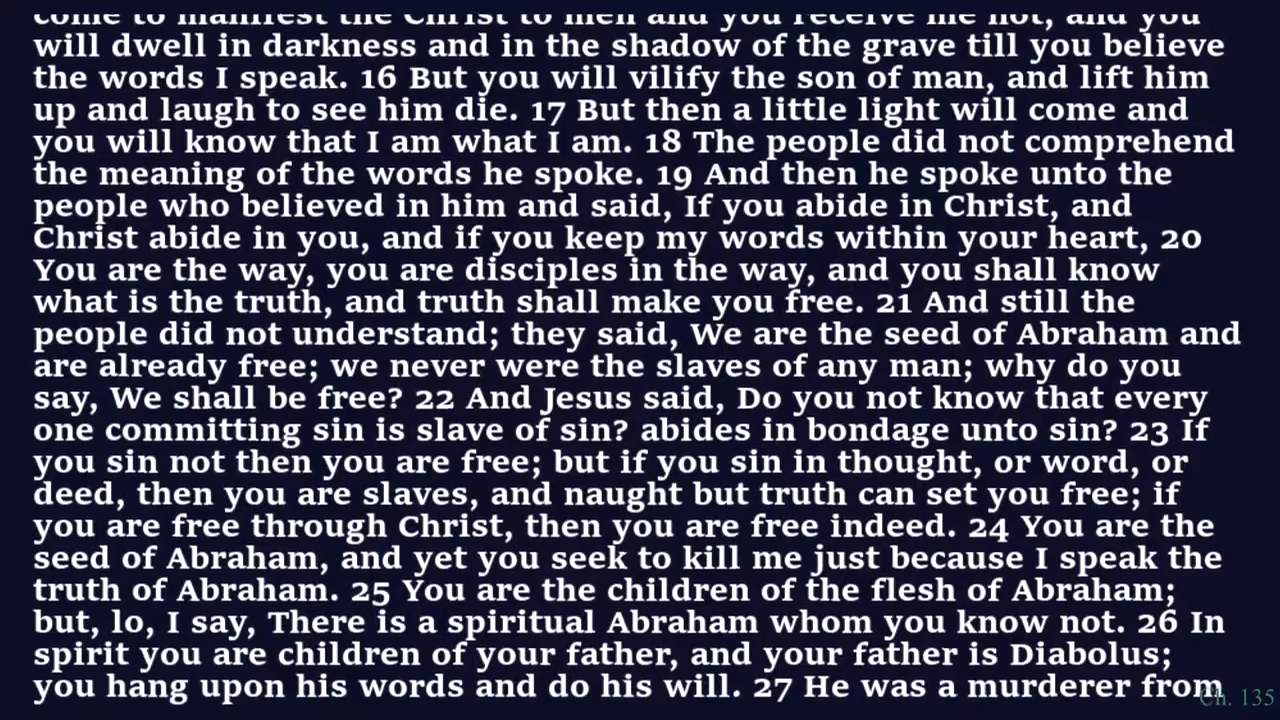 come to manifest the Christ to men and you receive me not, and you
will dwell in darkness and in the shadow of the grave till you believe
the words I speak. 16 But you will vilify the son of man, and lift him
up and laugh to see him die. 17 But then a little light will come and
you will know that I am what I am. 18 The people did not comprehend
the meaning of the words he spoke. 19 And then he spoke unto the
people who believed in him and said, If you abide in Christ, and
Christ abide in you, and if you keep my words within your heart, 20
You are the way, you are disciples in the way, and you shall know
what is the truth, and truth shall make you free. 21 And still the
people did not understand; they said, We are the seed of Abraham and
are already free; we never were the slaves of any man; why do you
say, We shall be free? 22 And Jesus said, Do you not know that every
one committing sin is slave of sin? abides in bondage unto sin? 23 If
you sin not then you are free; but if you sin in thought, or word, or
deed, then you are slaves, and naught but truth can set you free; if
you are free through Christ, then you are free indeed. 24 You are the
seed of Abraham, and yet you seek to kill me just because I speak the
truth of Abraham. 25 You are the children of the flesh of Abraham;
but, lo, I say, There is a spiritual Abraham whom you know not. 26 In
spirit you are children of your father, and your father is Diabolus;
you hang upon his words and do his will. 27 He was a murderer from
Ch. 135